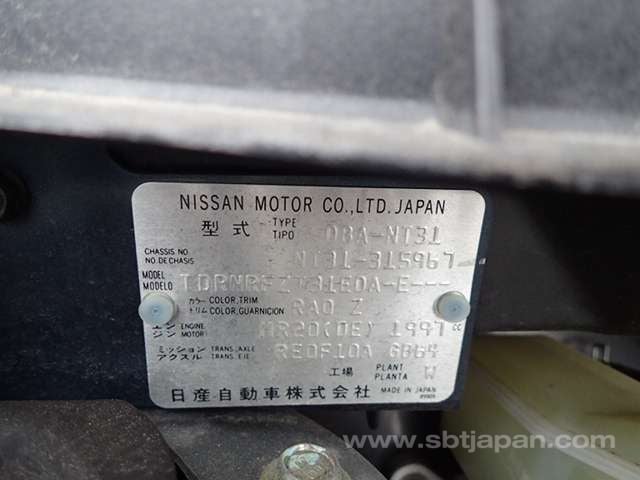 NISSAN MOTOR CO.,LTD.JAPAN
型式 TYPE TIPO DBA-NT31
CHASSIS NO. NO.DE CHASIS NT31-315967
MODEL MODELO TDRNRFZ
カラー COLOR,TRIM トリム COLOR,GUARNICION RAO Z
エンジン ENGINE MOTOR MR20(DE) 1997 cc
ミッション TRANS.,AXLE アクスル TRANS.,EJE RE0F10A GB64
工場 PLANT PLANTA W
日産自動車株式会社 MADE IN JAPAN
www.sbtjapan.com